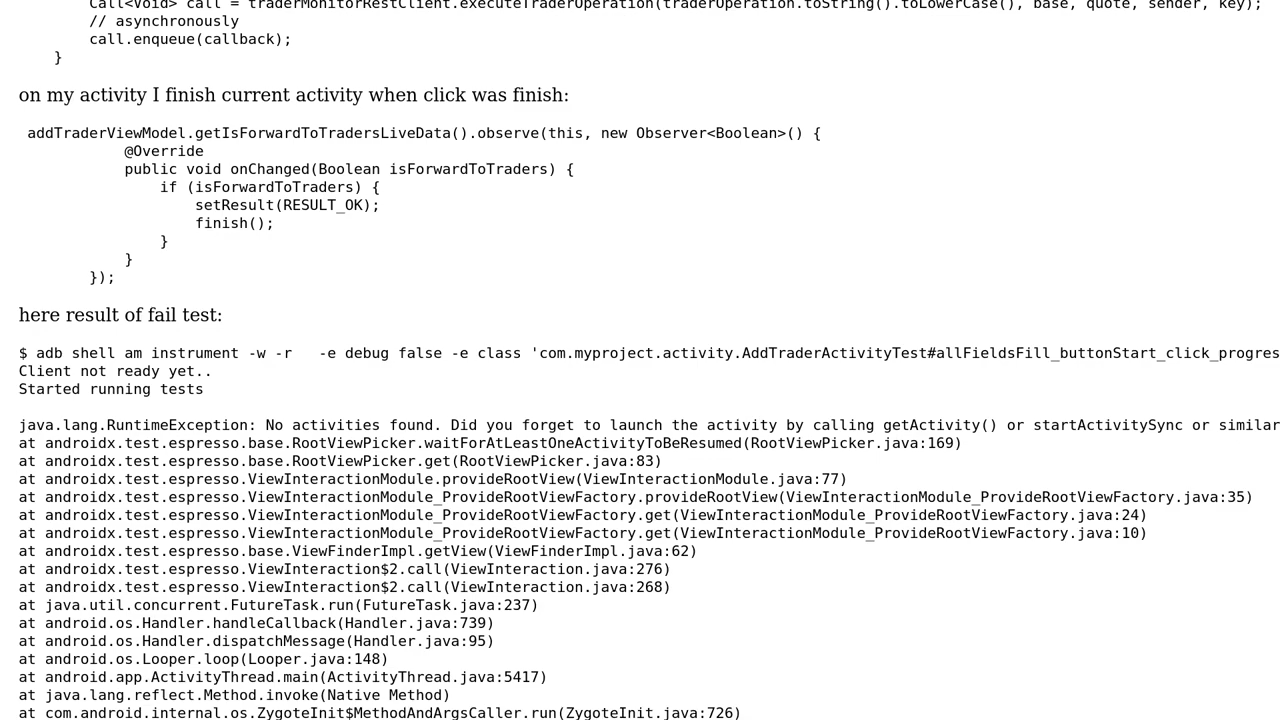 Call<Void> call = traderMonitorRestClient.executeTraderOperation(traderOperation.toString().toLowerCase(), base, quote, sender, key);
// asynchronously
call.enqueue(callback);
}
on my activity I finish current activity when click was finish:
addTraderViewModel.getIsForwardToTradersLiveData().observe(this, new Observer<Boolean>() {
@Override
public void onChanged(Boolean isForwardToTraders) {
if (isForwardToTraders) {
setResult(RESULT_OK);
finish();
}
}
});
here result of fail test:
$ adb shell am instrument -w -r   -e debug false -e class 'com.myproject.activity.AddTraderActivityTest#allFieldsFill_buttonStart_click_progres
Client not ready yet..
Started running tests
java.lang.RuntimeException: No activities found. Did you forget to launch the activity by calling getActivity() or startActivitySync or similar
at androidx.test.espresso.base.RootViewPicker.waitForAtLeastOneActivityToBeResumed(RootViewPicker.java:169)
at androidx.test.espresso.base.RootViewPicker.get(RootViewPicker.java:83)
at androidx.test.espresso.ViewInteractionModule.provideRootView(ViewInteractionModule.java:77)
at androidx.test.espresso.ViewInteractionModule_ProvideRootViewFactory.provideRootView(ViewInteractionModule_ProvideRootViewFactory.java:35)
at androidx.test.espresso.ViewInteractionModule_ProvideRootViewFactory.get(ViewInteractionModule_ProvideRootViewFactory.java:24)
at androidx.test.espresso.ViewInteractionModule_ProvideRootViewFactory.get(ViewInteractionModule_ProvideRootViewFactory.java:10)
at androidx.test.espresso.base.ViewFinderImpl.getView(ViewFinderImpl.java:62)
at androidx.test.espresso.ViewInteraction$2.call(ViewInteraction.java:276)
at androidx.test.espresso.ViewInteraction$2.call(ViewInteraction.java:268)
at java.util.concurrent.FutureTask.run(FutureTask.java:237)
at android.os.Handler.handleCallback(Handler.java:739)
at android.os.Handler.dispatchMessage(Handler.java:95)
at android.os.Looper.loop(Looper.java:148)
at android.app.ActivityThread.main(ActivityThread.java:5417)
at java.lang.reflect.Method.invoke(Native Method)
at com.android.internal.os.ZygoteInit$MethodAndArgsCaller.run(ZygoteInit.java:726)